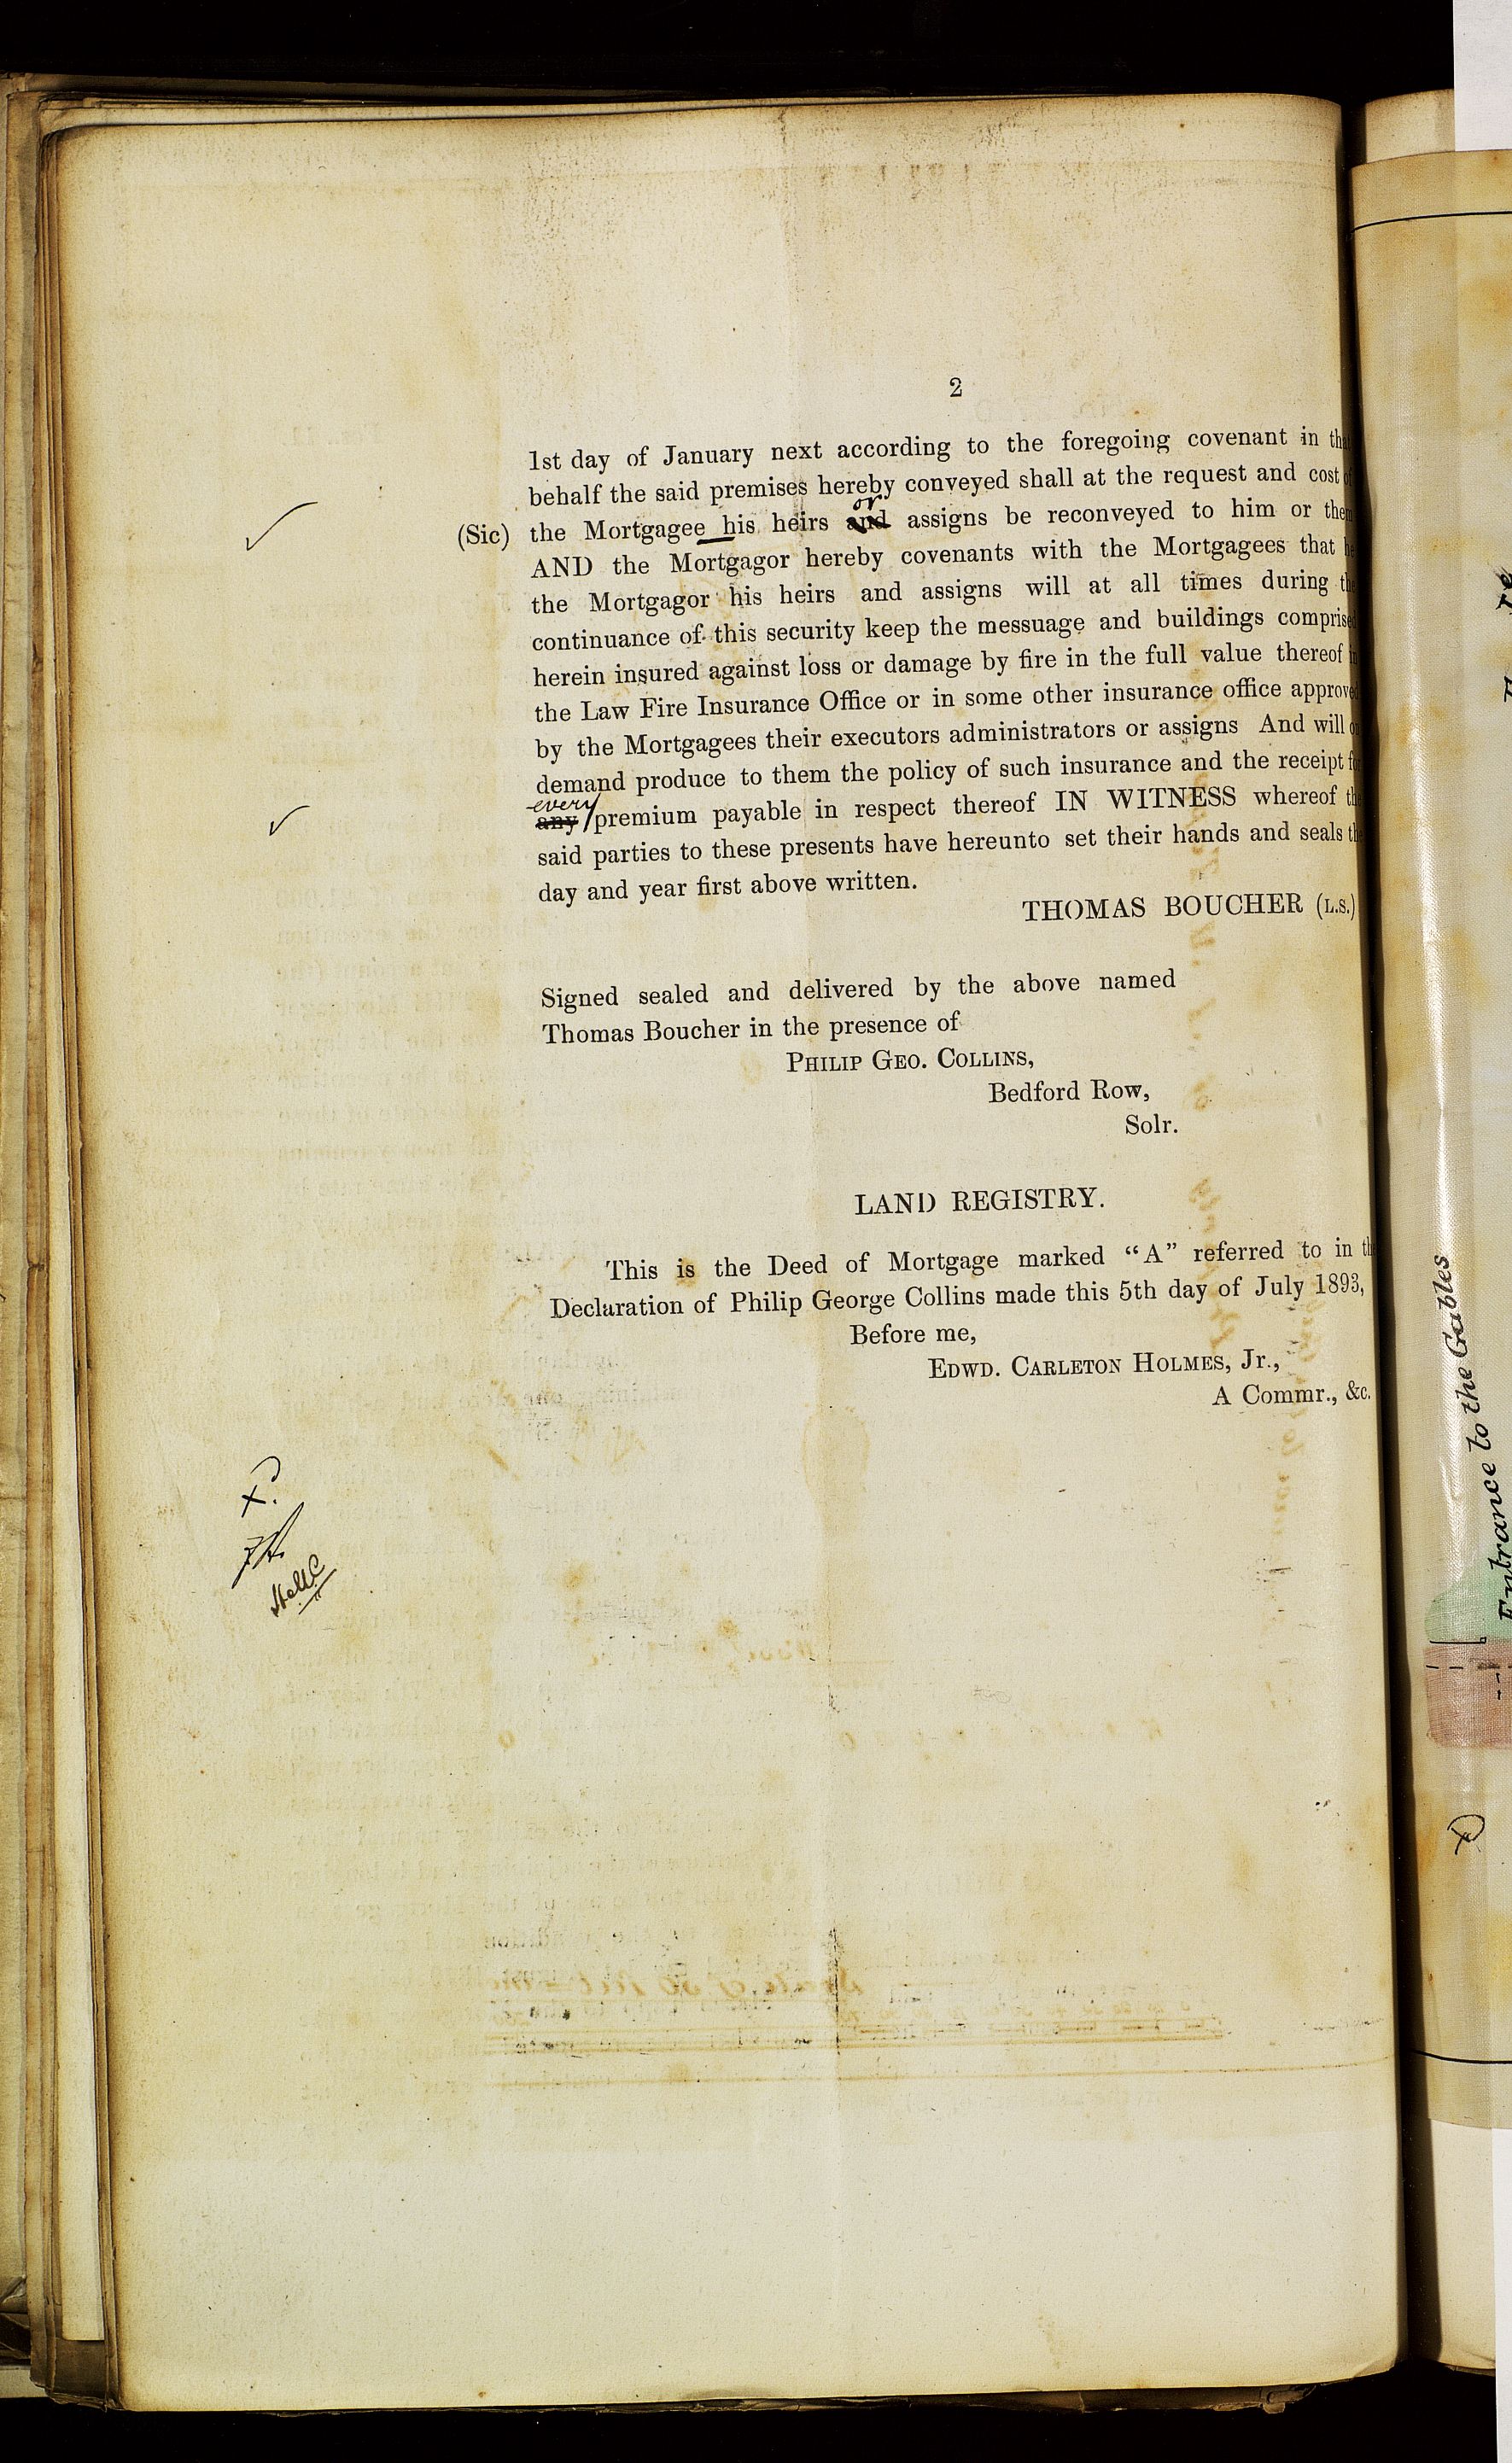 2
1st day of January next according to the foregoing covenant in tha
behalf the said premises hereby conveyed shall at the request and cost of
or
(Sic) the Mortgagee his heirs and assigns be reconveyed to him or them
AND the Mortgagor hereby covenants with the Mortgagees that he
the Mortgagor his heirs and assigns will at all times during the
continuance of this security keep the messuage and buildings comprised
herein insured against loss or damage by fire in the full value thereof in
the Law Fire Insurance Office or in some other insurance office approved
by the Mortgagees their executors administrators or assigns And will on
demand produce to them the policy of such insurance and the receipt fo
every
any premium payable in respect thereof IN WITNESS whereof the
said parties to these presents have hereunto set their hands and seals the
day and year first above written.
THOMAS BOUCHER (L.S.)
Signed sealed and delivered by the above named
Thomas Boucher in the presence of
PHILIP GEO. COLLINS,
Bedford Row,
Solr.
LAND REGISTRY.
This is the Deed of Mortgage marked “A” referred to in the
Declaration of Philip George Collins made this 5th day of July 1893,
Before me,
EDWD. CARLETON HOLMES, Jr.,
A Commr., &c.
Entrance to the Gables